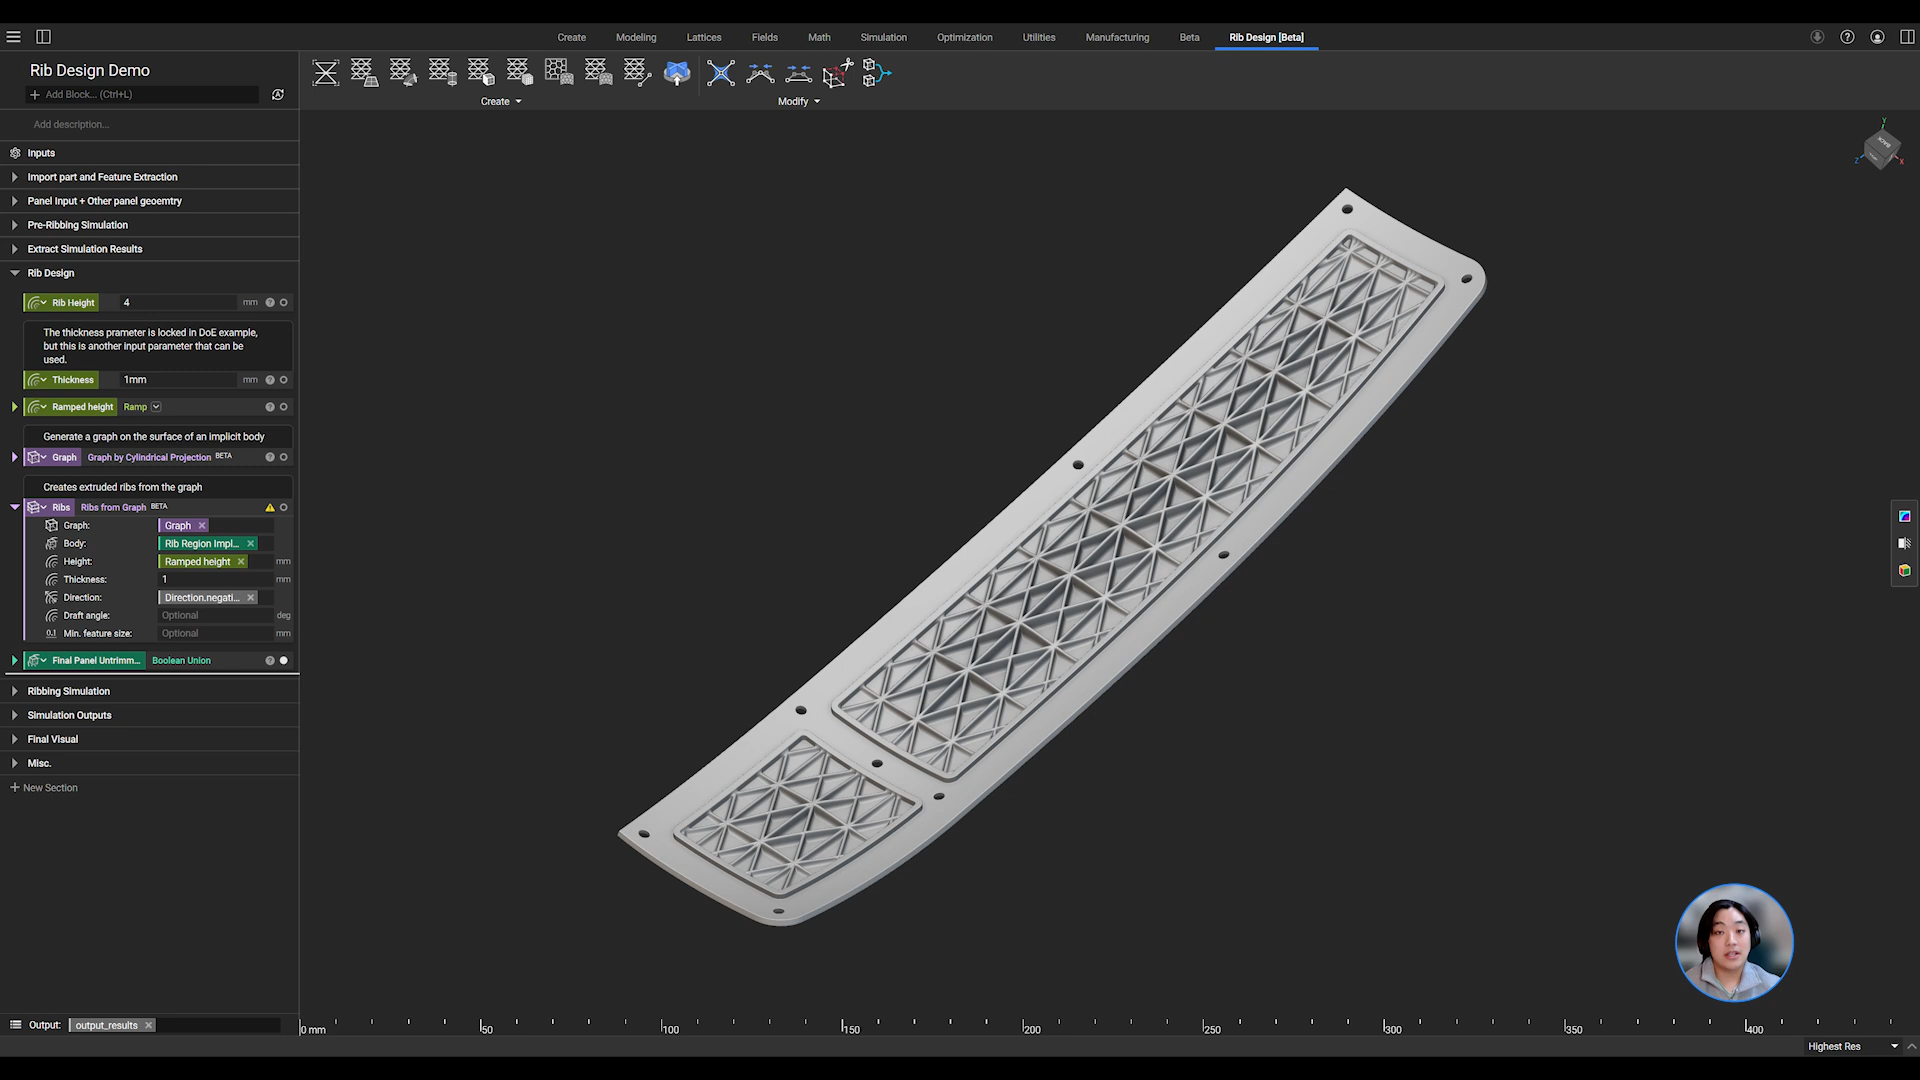 Create
Modeling
Lattices
Fields
Math
Simulation
Optimization
Utilities
Manufacturing
Beta
Rib Design [Beta]
Rib Design Demo
Add Block... (Ctrl+L)
Create
Modify
Add description...
Inputs
Import part and Feature Extraction
Panel Input + Other panel geoemtry
Pre-Ribbing Simulation
Extract Simulation Results
Rib Design
Rib Height 4 mm
The thickness prameter is locked in DoE example,
but this is another input parameter that can be
used.
Thickness 1mm mm
Ramped height Ramp
Generate a graph on the surface of an implicit body
Graph Graph by Cylindrical Projection BETA
Creates extruded ribs from the graph
Ribs Ribs from Graph BETA
Graph: Graph
Body: Rib Region Impl...
Height: Ramped height mm
Thickness: 1 mm
Direction: Direction.negati...
Draft angle: Optional deg
0.1 Min. feature size: Optional mm
Final Panel Untrimm... Boolean Union
Ribbing Simulation
Simulation Outputs
Final Visual
Misc.
New Section
Y
BACK
Z
X
Output: output_results
0 mm
50
100
150
200
250
300
350
400
Highest Res